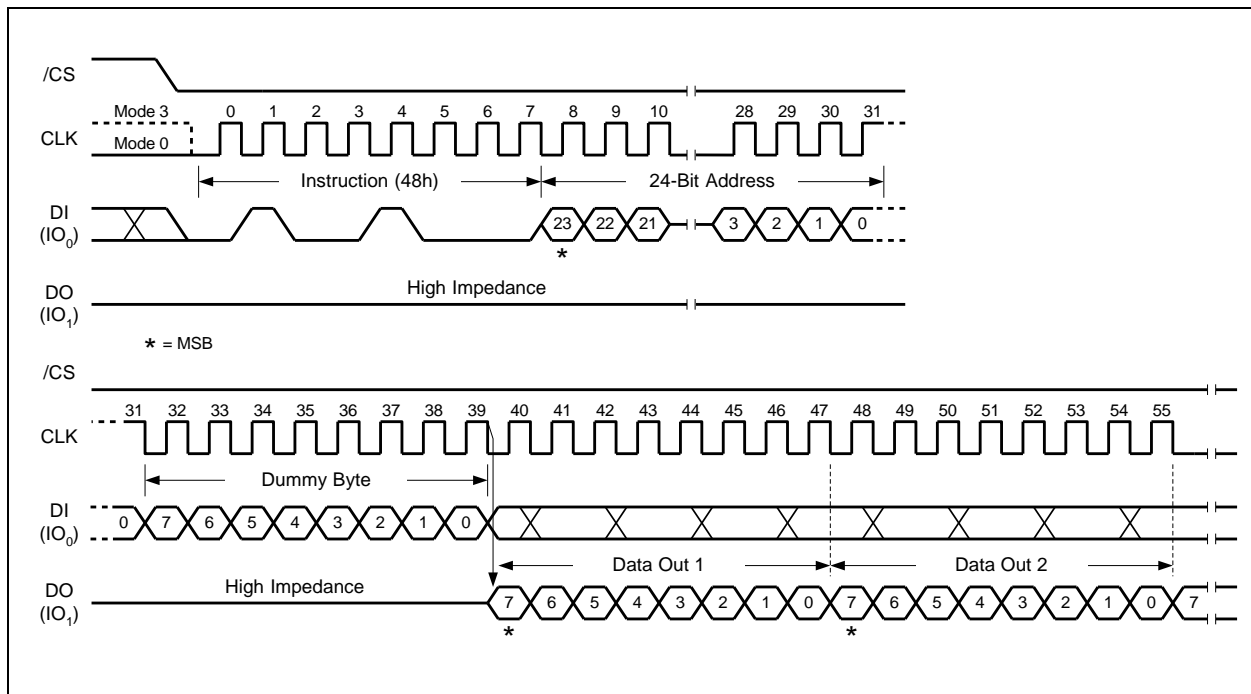 /CS
Mode 3 0 1 2 3 4 5 6 7 8 9 10 28 29 30 31
CLK Mode 0
Instruction (48h) 24-Bit Address
DI
(IO0) 23 22 21 3 2 1 0
*
High Impedance
DO
(IO1)
* = MSB
/CS
31 32 33 34 35 36 37 38 39 40 41 42 43 44 45 46 47 48 49 50 51 52 53 54 55
CLK
Dummy Byte
DI
(IO0) 0 7 6 5 4 3 2 1 0
Data Out 1 Data Out 2
High Impedance
DO
(IO1) 7 6 5 4 3 2 1 0 7 6 5 4 3 2 1 0 7
* *